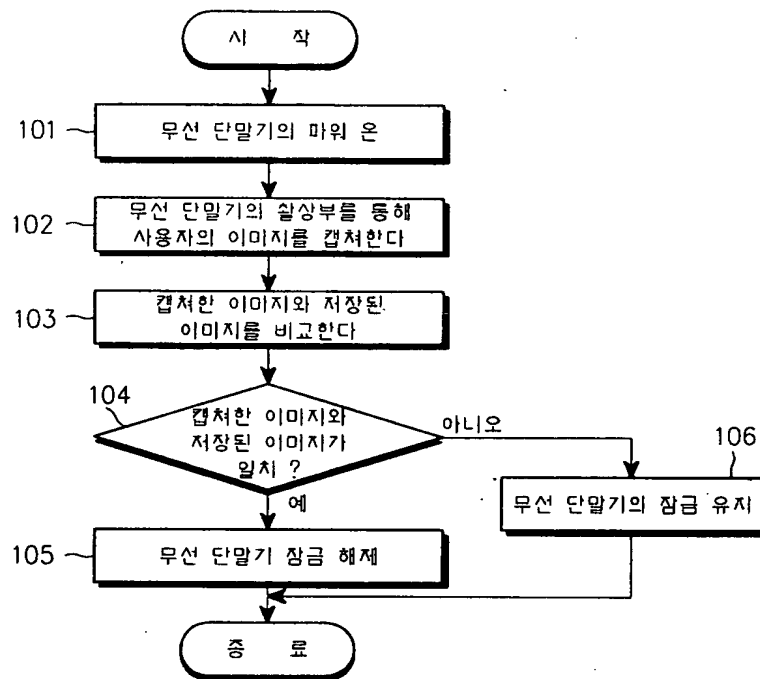 시 작
101
무선 단말기의 파워 온
102
무선 단말기의 촬상부를 통해
사용자의 이미지를 캡쳐한다
103
캡쳐한 이미지와 저장된
이미지를 비교한다
104
캡쳐한 이미지와
저장된 이미지가
일치 ?
아니오
예
106
무선 단말기의 잠금 유지
105
무선 단말기 잠금 해제
종 료